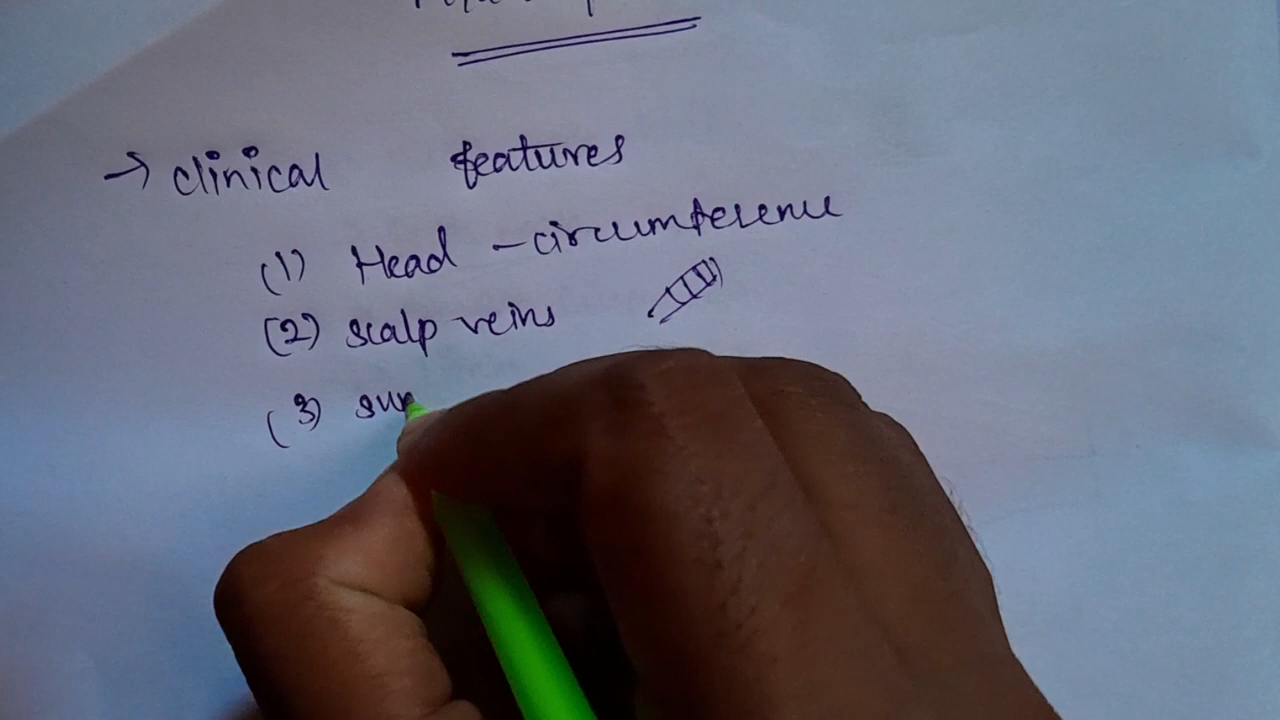 → clinical features
(1) Head - circumference
(2) scalp veins
(3)